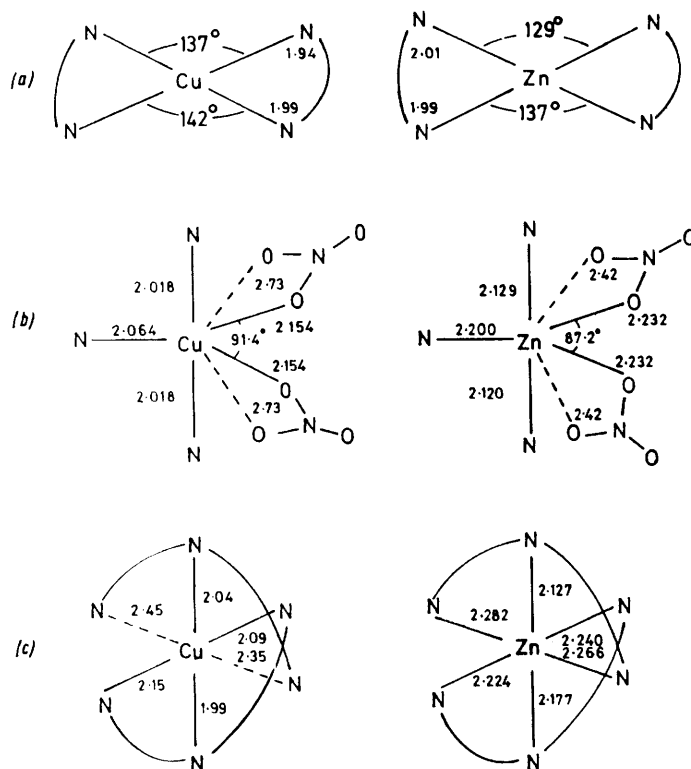 N 137° N 1.94
(a) Cu
N 142° 1.99 N
N 129° N
2.01
Zn
1.99 137° N
N
N
O N O
2.018 2.73 O
N 2.064 Cu 91.4° 2.154
2.154
2.018 O
2.73
O N O
N
(b)
N
O N O
2.42
2.129 O
N 2.200 Zn 87.2° 2.232
2.232
2.120 O
2.42
O N O
N
N
N 2.45 2.04 N
2.09
(c) Cu 2.35
N 2.15 N
1.99
N
N
2.127
N N
2.282
Zn 2.240
2.266
2.224 N
N 2.177
N